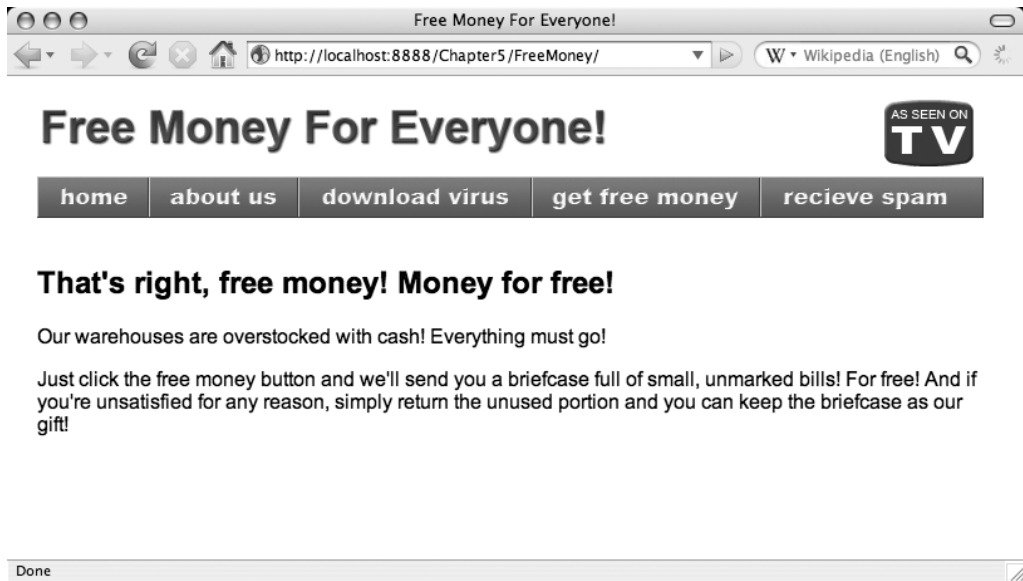 Free Money For Everyone!
http://localhost:8888/Chapter5/FreeMoney/
W Wikipedia (English)
Free Money For Everyone!
AS SEEN ON
TV
home about us download virus get free money recieve spam
That's right, free money! Money for free!
Our warehouses are overstocked with cash! Everything must go!
Just click the free money button and we'll send you a briefcase full of small, unmarked bills! For free! And if
you're unsatisfied for any reason, simply return the unused portion and you can keep the briefcase as our
gift!
Done